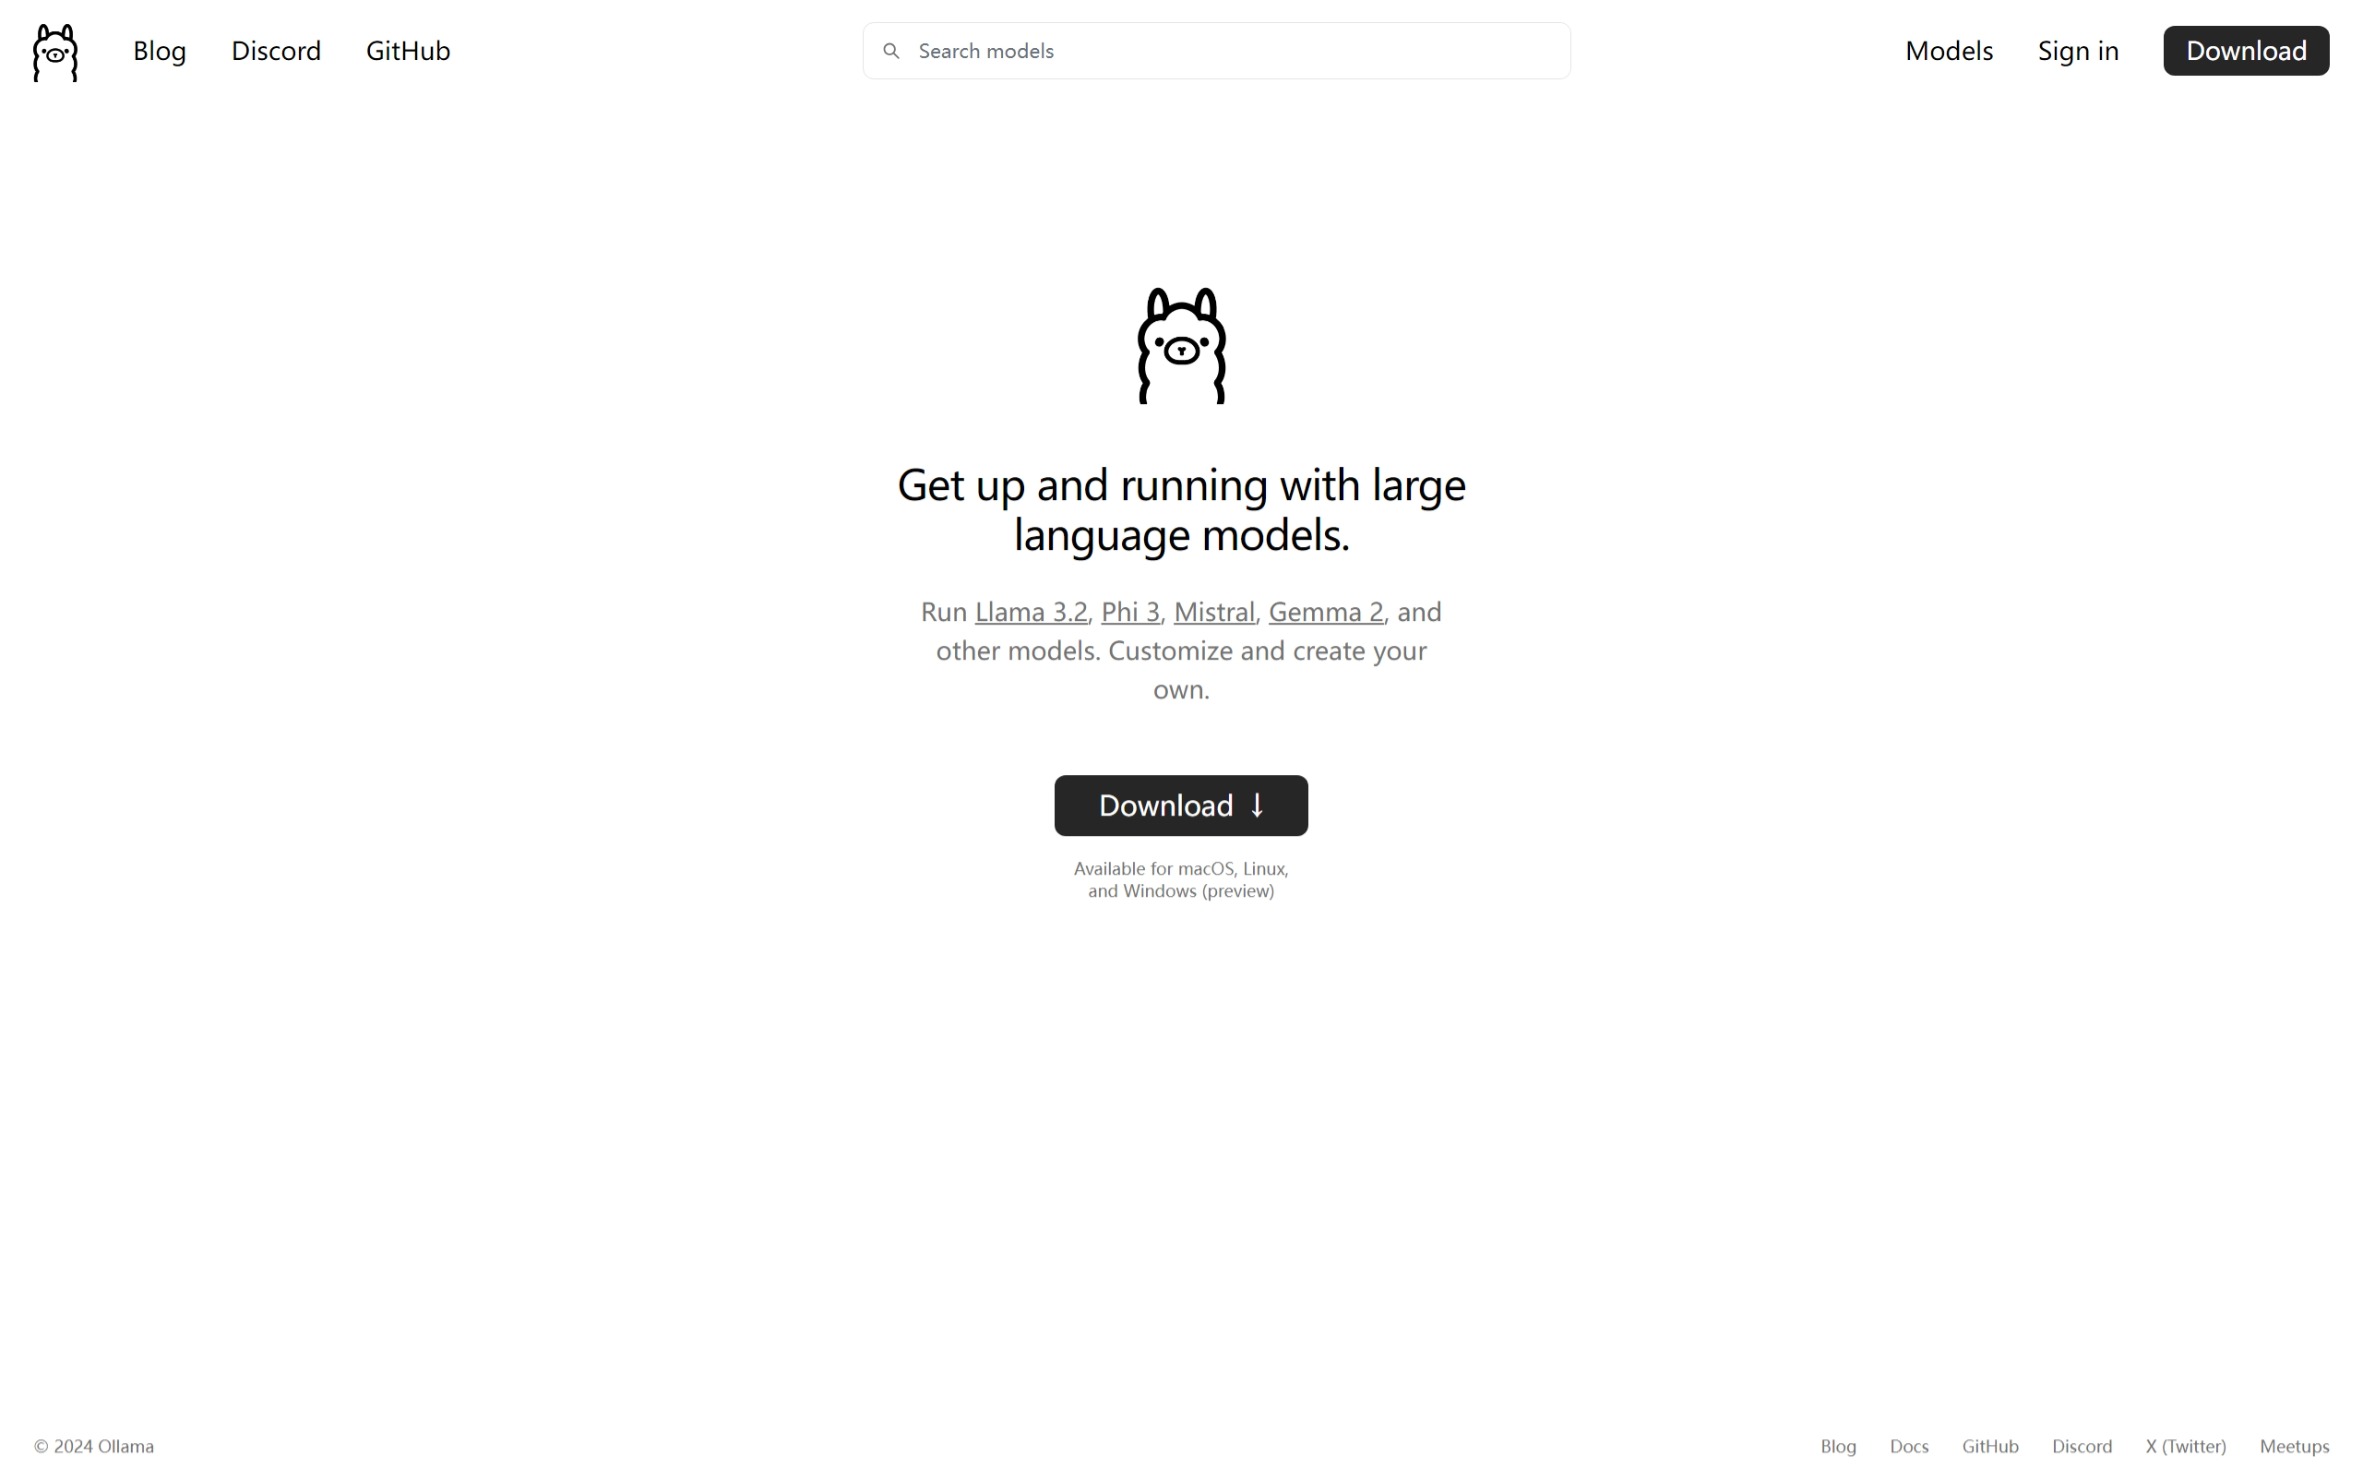 Blog Discord GitHub Search models Models Sign in Download
Get up and running with large
language models.
Run Llama 3.2, Phi 3, Mistral, Gemma 2, and
other models. Customize and create your
own.
Download ↓
Available for macOS, Linux,
and Windows (preview)
© 2024 Ollama Blog Docs GitHub Discord X (Twitter) Meetups